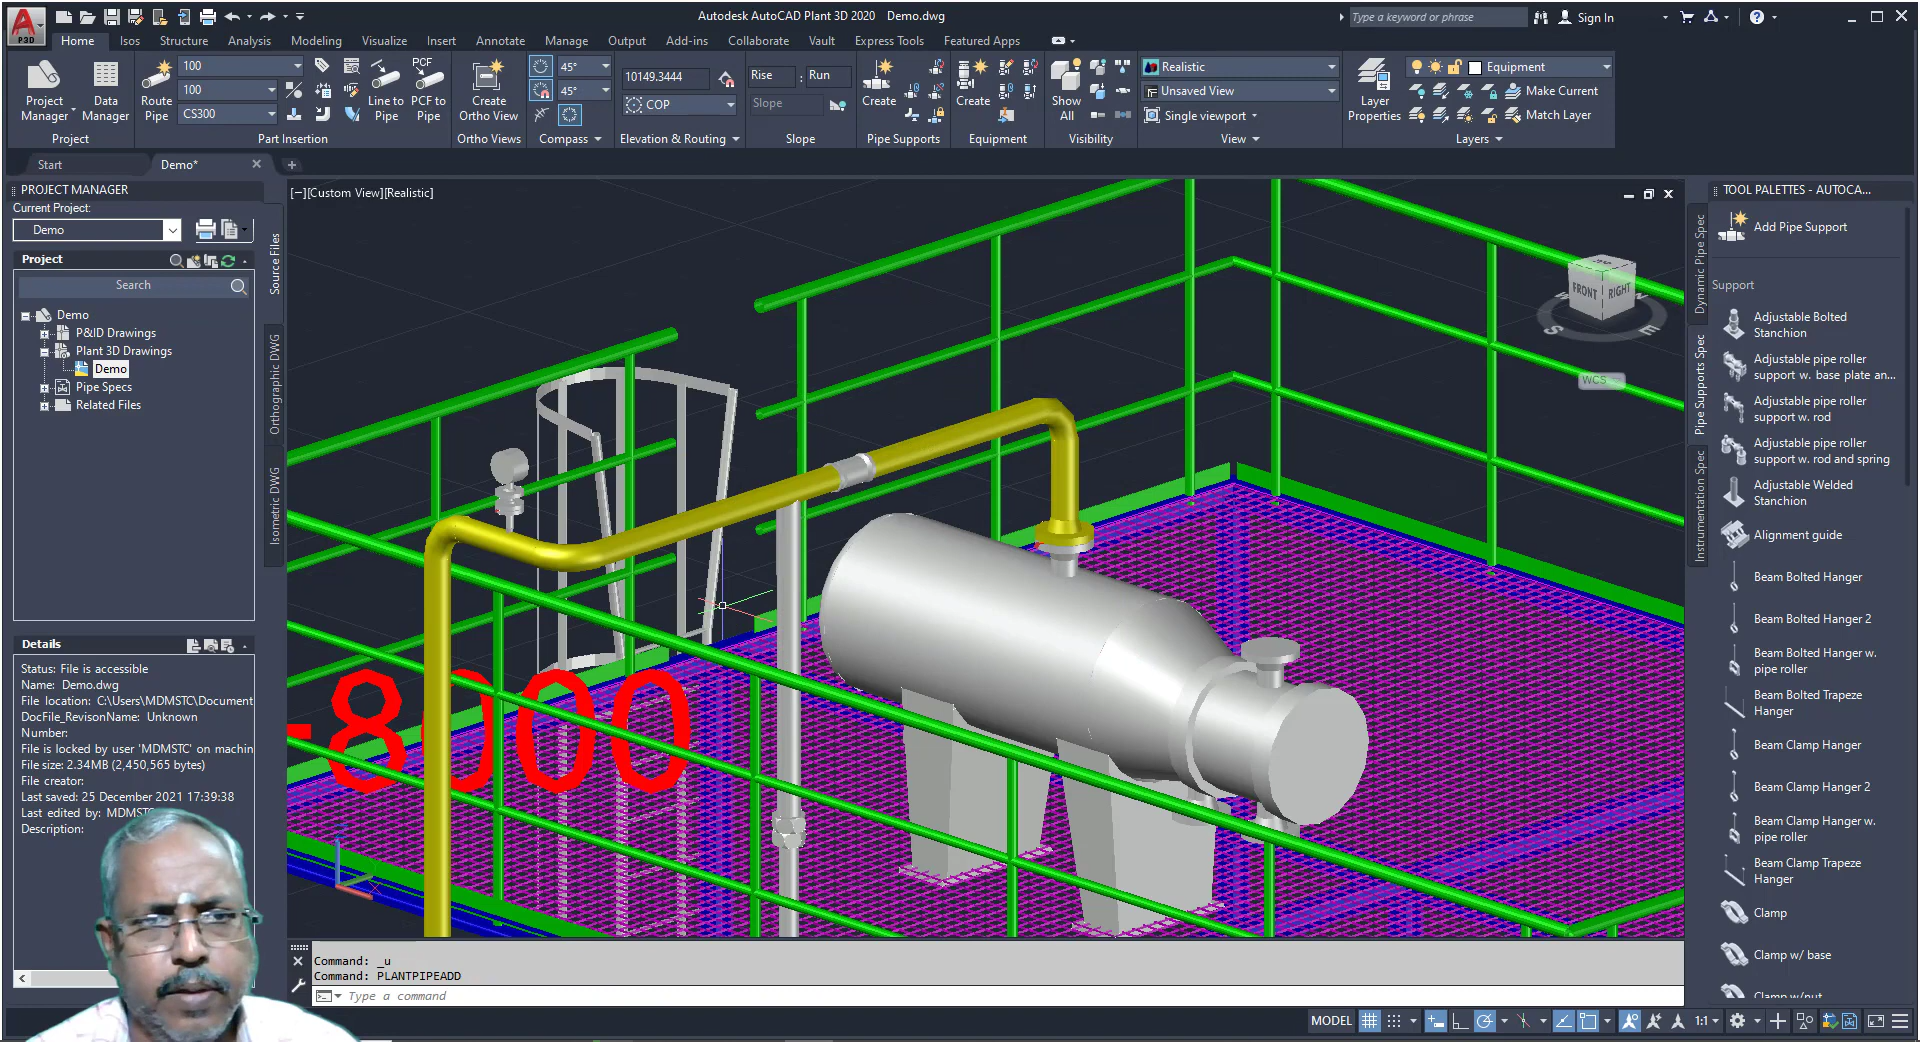 Autodesk AutoCAD Plant 3D 2020 Demo.dwg
Type a keyword or phrase
Sign In
P3D
Home
Isos
Structure
Analysis
Modeling
Visualize
Insert
Annotate
Manage
Output
Add-ins
Collaborate
Vault
Express Tools
Featured Apps
Project Manager
Data Manager
Project
Route Pipe
100
100
CS300
Line to Pipe
PCF
PCF to Pipe
Part Insertion
Create Ortho View
Ortho Views
45°
45°
Compass
10149.3444
COP
Elevation & Routing
Rise : Run
Slope
Slope
Create
Pipe Supports
Create
Equipment
Show All
Visibility
Realistic
Unsaved View
Single viewport
View
Layer Properties
Equipment
Make Current
Match Layer
Layers
Start
Demo*
PROJECT MANAGER
Current Project:
Demo
Project
Search
Demo
P&ID Drawings
Plant 3D Drawings
Demo
Pipe Specs
Related Files
Source Files
Orthographic DWG
Isometric DWG
Details
Status: File is accessible
Name: Demo.dwg
File location: C:\Users\MDMSTC\Document
DocFile_RevisonName: Unknown
Number:
File is locked by user 'MDMSTC' on machin
File size: 2.34MB (2,450,565 bytes)
File creator:
Last saved: 25 December 2021 17:39:38
Last edited by: MDMSTC
Description:
[−][Custom View][Realistic]
FRONT
RIGHT
S
E
WCS
-8000
Command: _u
Command: PLANTPIPEADD
Type a command
TOOL PALETTES - AUTOCA...
Dynamic Pipe Spec
Pipe Supports Spec
Instrumentation Spec
Add Pipe Support
Support
Adjustable Bolted
Stanchion
Adjustable pipe roller
support w. base plate an...
Adjustable pipe roller
support w. rod
Adjustable pipe roller
support w. rod and spring
Adjustable Welded
Stanchion
Alignment guide
Beam Bolted Hanger
Beam Bolted Hanger 2
Beam Bolted Hanger w.
pipe roller
Beam Bolted Trapeze
Hanger
Beam Clamp Hanger
Beam Clamp Hanger 2
Beam Clamp Hanger w.
pipe roller
Beam Clamp Trapeze
Hanger
Clamp
Clamp w/ base
Clamp w/nut
MODEL
1:1